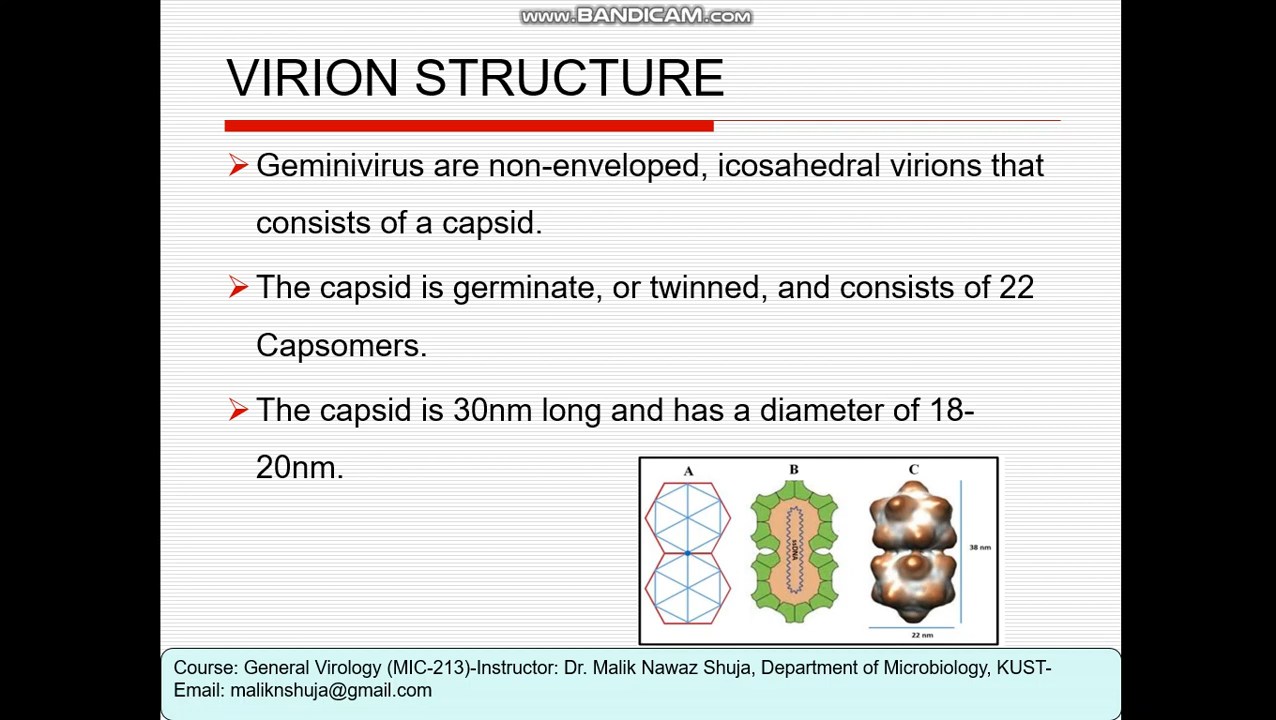 www.BANDICAM.com
VIRION STRUCTURE
Geminivirus are non-enveloped, icosahedral virions that
consists of a capsid.
The capsid is germinate, or twinned, and consists of 22
Capsomers.
The capsid is 30nm long and has a diameter of 18-
20nm.
A B C
ssDNA
38 nm
22 nm
Course: General Virology (MIC-213)-Instructor: Dr. Malik Nawaz Shuja, Department of Microbiology, KUST-
Email: maliknshuja@gmail.com